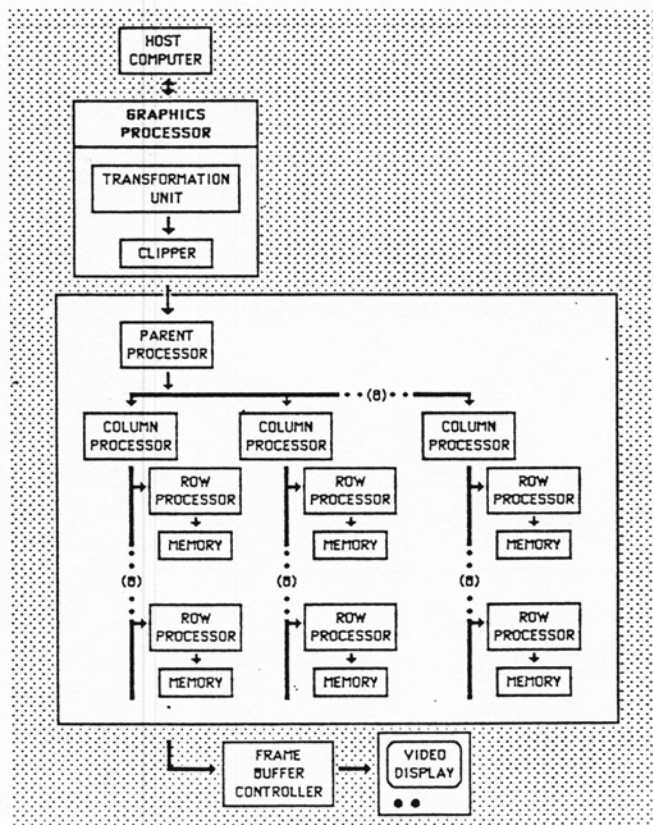 HOST
COMPUTER
GRAPHICS
PROCESSOR
TRANSFORMATION
UNIT
CLIPPER
PARENT
PROCESSOR
(8)
COLUMN
PROCESSOR
COLUMN
PROCESSOR
COLUMN
PROCESSOR
ROW
PROCESSOR
ROW
PROCESSOR
ROW
PROCESSOR
MEMORY
MEMORY
MEMORY
(8)
(8)
(8)
ROW
PROCESSOR
ROW
PROCESSOR
ROW
PROCESSOR
MEMORY
MEMORY
MEMORY
FRAME
BUFFER
CONTROLLER
VIDEO
DISPLAY